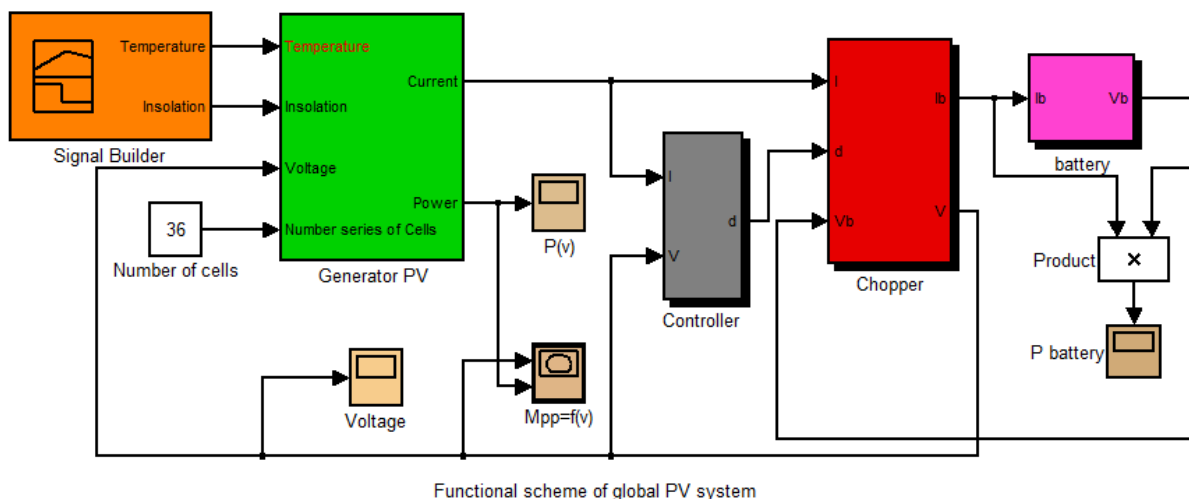 Temperature
Insolation
Signal Builder
Temperature
Insolation
Voltage
Number series of Cells
Current
Power
Generator PV
36
Number of cells
P(v)
Voltage
Mpp=f(v)
I
V
d
Controller
I
d
Vb
Ib
V
Chopper
Ib
Vb
battery
Product
×
P battery
Functional scheme of global PV system